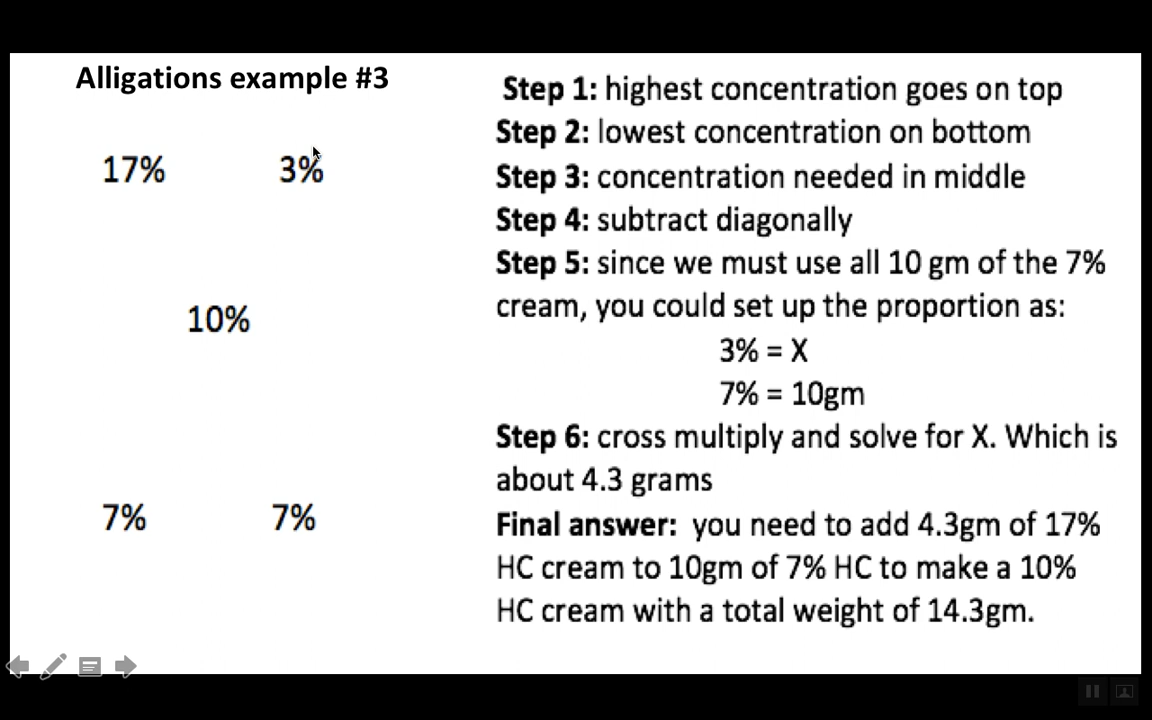 Alligations example #3
17% 3%
10%
7% 7%
Step 1: highest concentration goes on top
Step 2: lowest concentration on bottom
Step 3: concentration needed in middle
Step 4: subtract diagonally
Step 5: since we must use all 10 gm of the 7%
cream, you could set up the proportion as:
3% = X
7% = 10gm
Step 6: cross multiply and solve for X. Which is
about 4.3 grams
Final answer: you need to add 4.3gm of 17%
HC cream to 10gm of 7% HC to make a 10%
HC cream with a total weight of 14.3gm.